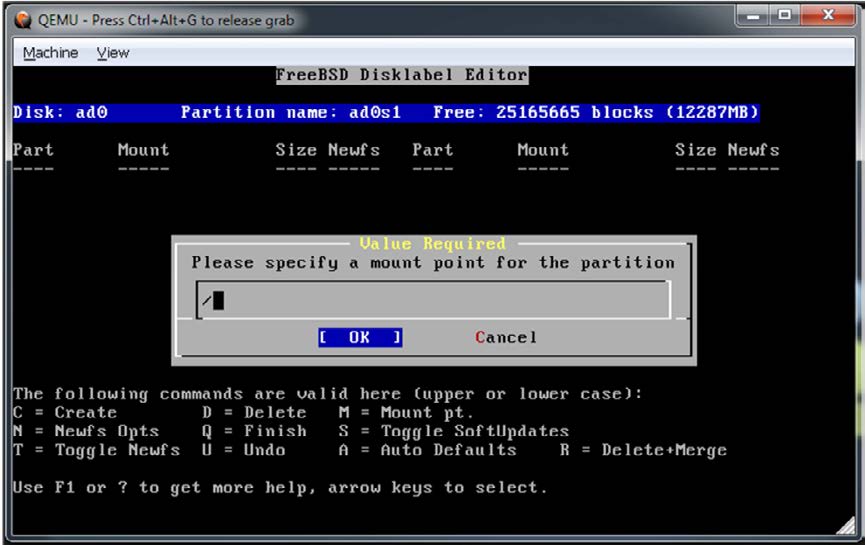 QEMU - Press Ctrl+Alt+G to release grab
Machine View
FreeBSD Disklabel Editor
Disk: ad0 Partition name: ad0s1 Free: 25165665 blocks (12287MB)
Part Mount Size Newfs Part Mount Size Newfs
---- ----- ---- ----- ---- ----- ---- -----
Value Required
Please specify a mount point for the partition
/
[ OK ] Cancel
The following commands are valid here (upper or lower case):
C = Create D = Delete M = Mount pt.
N = Newfs Opts Q = Finish S = Toggle SoftUpdates
T = Toggle Newfs U = Undo A = Auto Defaults R = Delete+Merge
Use F1 or ? to get more help, arrow keys to select.